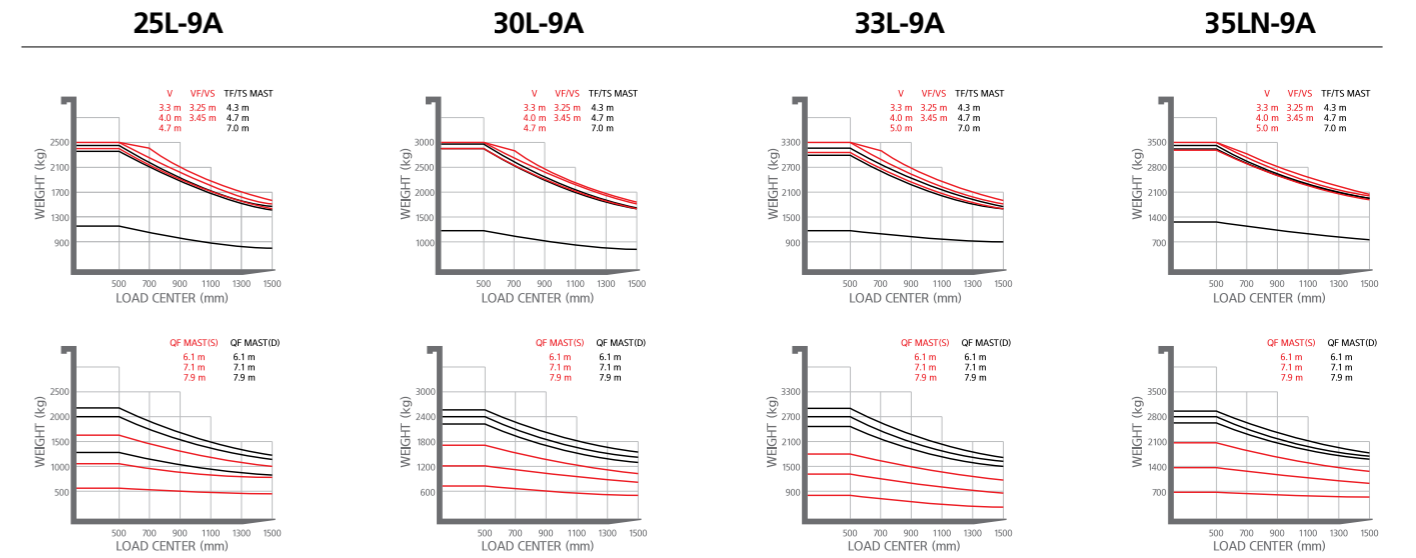 25L-9A 30L-9A 33L-9A 35LN-9A
V VF/VS TF/TS MAST
3.3 m 3.25 m 4.3 m
4.0 m 3.45 m 4.7 m
4.7 m 7.0 m
WEIGHT (kg)
2500
2100
1700
1300
900
500 700 900 1100 1300 1500
LOAD CENTER (mm)
V VF/VS TF/TS MAST
3.3 m 3.25 m 4.3 m
4.0 m 3.45 m 4.7 m
4.7 m 7.0 m
WEIGHT (kg)
3000
2500
2000
1500
1000
500 700 900 1100 1300 1500
LOAD CENTER (mm)
V VF/VS TF/TS MAST
3.3 m 3.25 m 4.3 m
4.0 m 3.45 m 4.7 m
5.0 m 7.0 m
WEIGHT (kg)
3300
2700
2100
1500
900
500 700 900 1100 1300 1500
LOAD CENTER (mm)
V VF/VS TF/TS MAST
3.3 m 3.25 m 4.3 m
4.0 m 3.45 m 4.7 m
5.0 m 7.0 m
WEIGHT (kg)
3500
2800
2100
1400
700
500 700 900 1100 1300 1500
LOAD CENTER (mm)
QF MAST(S) QF MAST(D)
6.1 m 6.1 m
7.1 m 7.1 m
7.9 m 7.9 m
WEIGHT (kg)
2500
2000
1500
1000
500
500 700 900 1100 1300 1500
LOAD CENTER (mm)
QF MAST(S) QF MAST(D)
6.1 m 6.1 m
7.1 m 7.1 m
7.9 m 7.9 m
WEIGHT (kg)
3000
2400
1800
1200
600
500 700 900 1100 1300 1500
LOAD CENTER (mm)
QF MAST(S) QF MAST(D)
6.1 m 6.1 m
7.1 m 7.1 m
7.9 m 7.9 m
WEIGHT (kg)
3300
2700
2100
1500
900
500 700 900 1100 1300 1500
LOAD CENTER (mm)
QF MAST(S) QF MAST(D)
6.1 m 6.1 m
7.1 m 7.1 m
7.9 m 7.9 m
WEIGHT (kg)
3500
2800
2100
1400
700
500 700 900 1100 1300 1500
LOAD CENTER (mm)